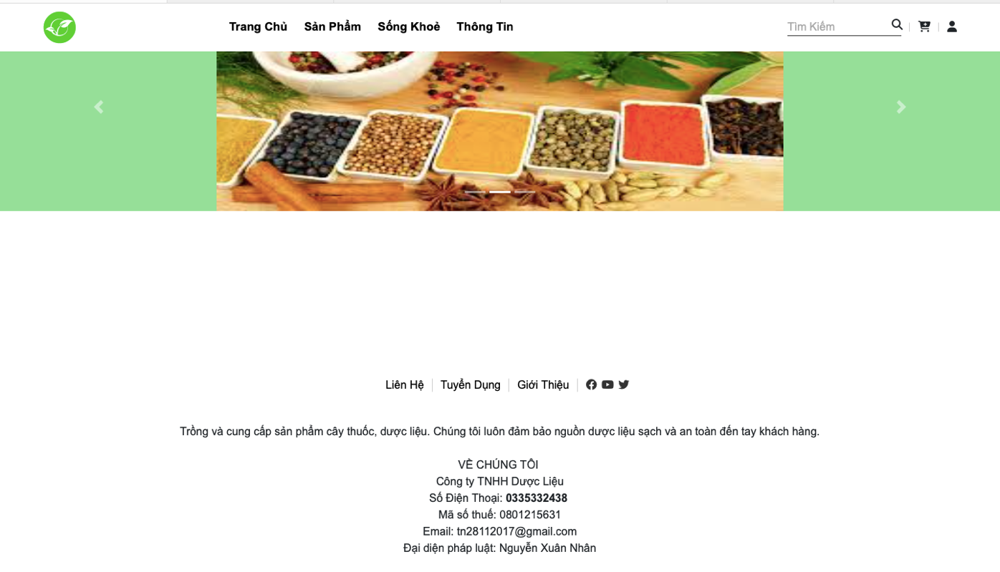 Trang Chủ Sản Phẩm Sống Khoẻ Thông Tin Tìm Kiếm
Liên Hệ Tuyển Dụng Giới Thiệu
Trồng và cung cấp sản phẩm cây thuốc, dược liệu. Chúng tôi luôn đảm bảo nguồn dược liệu sạch và an toàn đến tay khách hàng.
VỀ CHÚNG TÔI
Công ty TNHH Dược Liệu
Số Điện Thoại: 0335332438
Mã số thuế: 0801215631
Email: tn28112017@gmail.com
Đại diện pháp luật: Nguyễn Xuân Nhân